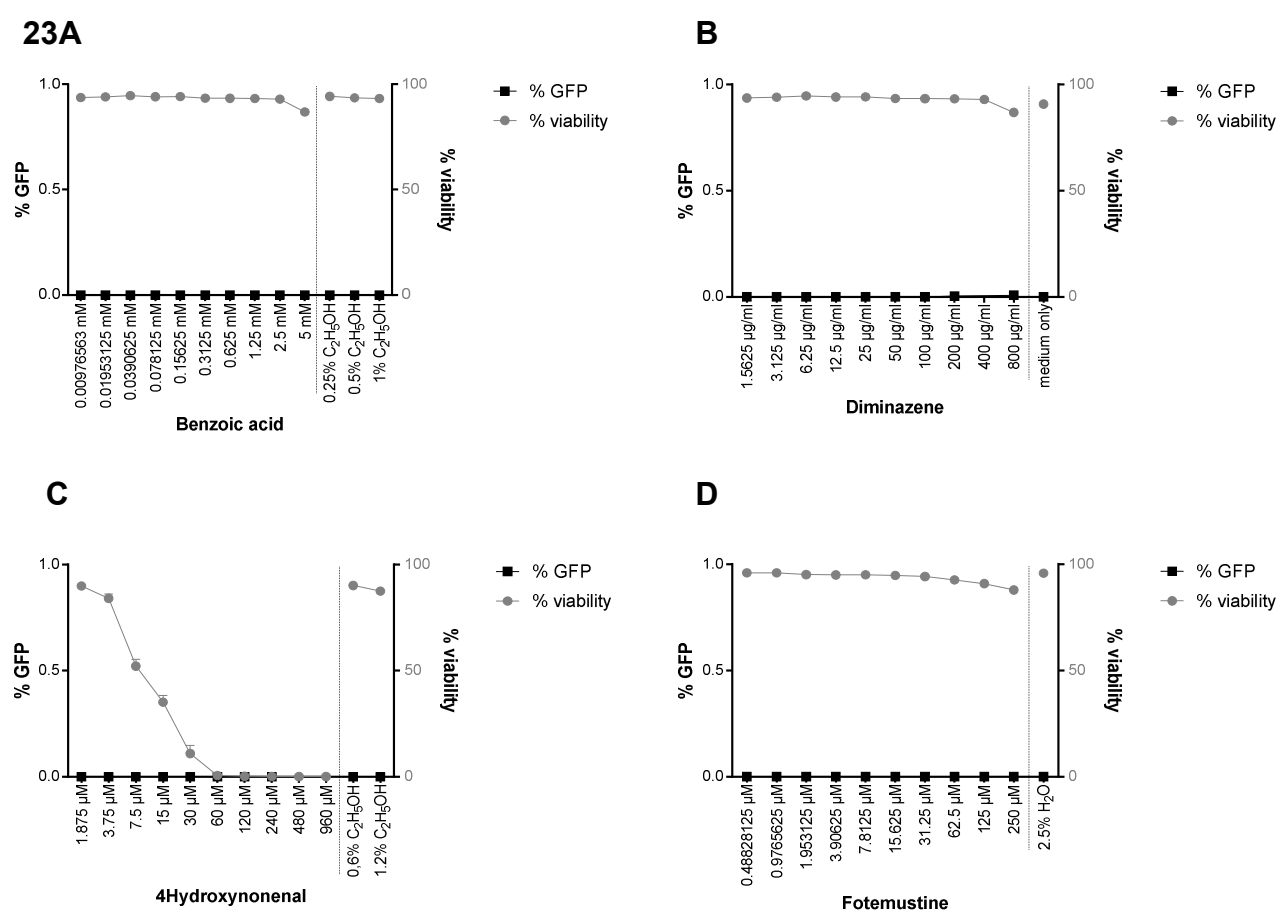 23A
1.0
0.5
0.0
% GFP
100
50
0
% viability
% GFP
% viability
0.00976563 mM
0.01953125 mM
0.0390625 mM
0.078125 mM
0.15625 mM
0.3125 mM
0.625 mM
1.25 mM
2.5 mM
5 mM
0.25% C2H5OH
0.5% C2H5OH
1% C2H5OH
Benzoic acid
B
1.0
0.5
0.0
% GFP
100
50
0
% viability
% GFP
% viability
1.5625 µg/ml
3.125 µg/ml
6.25 µg/ml
12.5 µg/ml
25 µg/ml
50 µg/ml
100 µg/ml
200 µg/ml
400 µg/ml
800 µg/ml
medium only
Diminazene
C
1.0
0.5
0.0
% GFP
100
50
0
% viability
% GFP
% viability
1.875 µM
3.75 µM
7.5 µM
15 µM
30 µM
60 µM
120 µM
240 µM
480 µM
960 µM
0,6% C2H5OH
1.2% C2H5OH
4Hydroxynonenal
D
1.0
0.5
0.0
% GFP
100
50
0
% viability
% GFP
% viability
0.48828125 µM
0.9765625 µM
1.953125 µM
3.90625 µM
7.8125 µM
15.625 µM
31.25 µM
62.5 µM
125 µM
250 µM
2.5% H2O
Fotemustine